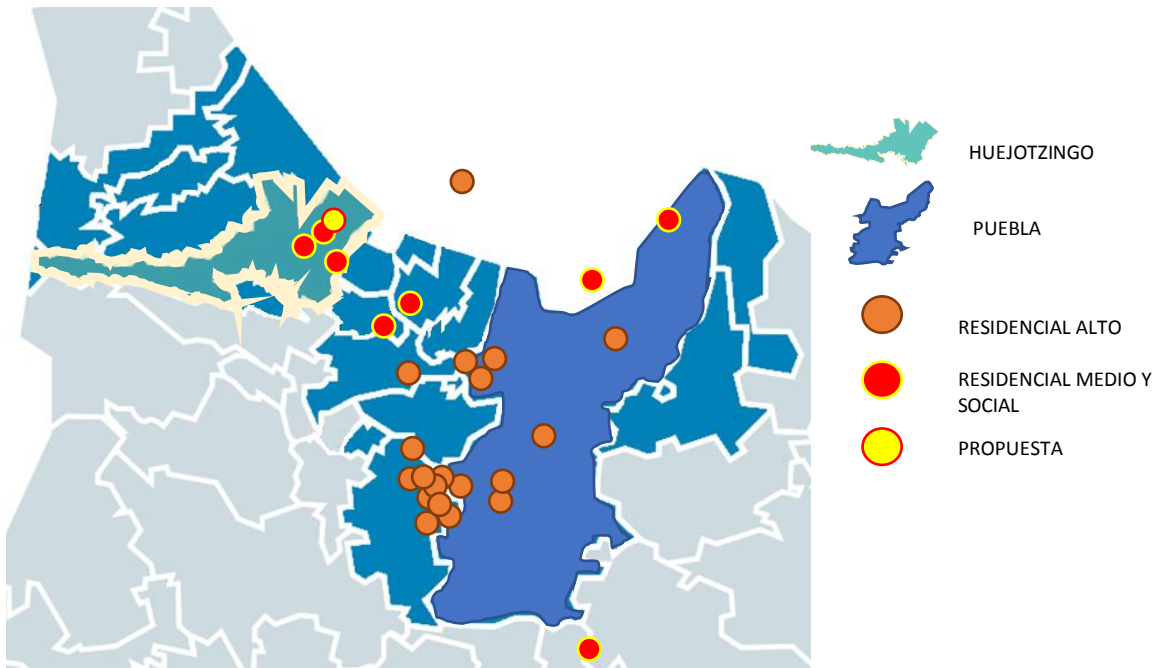 HUEJOTZINGO
PUEBLA
RESIDENCIAL ALTO
RESIDENCIAL MEDIO Y
SOCIAL
PROPUESTA